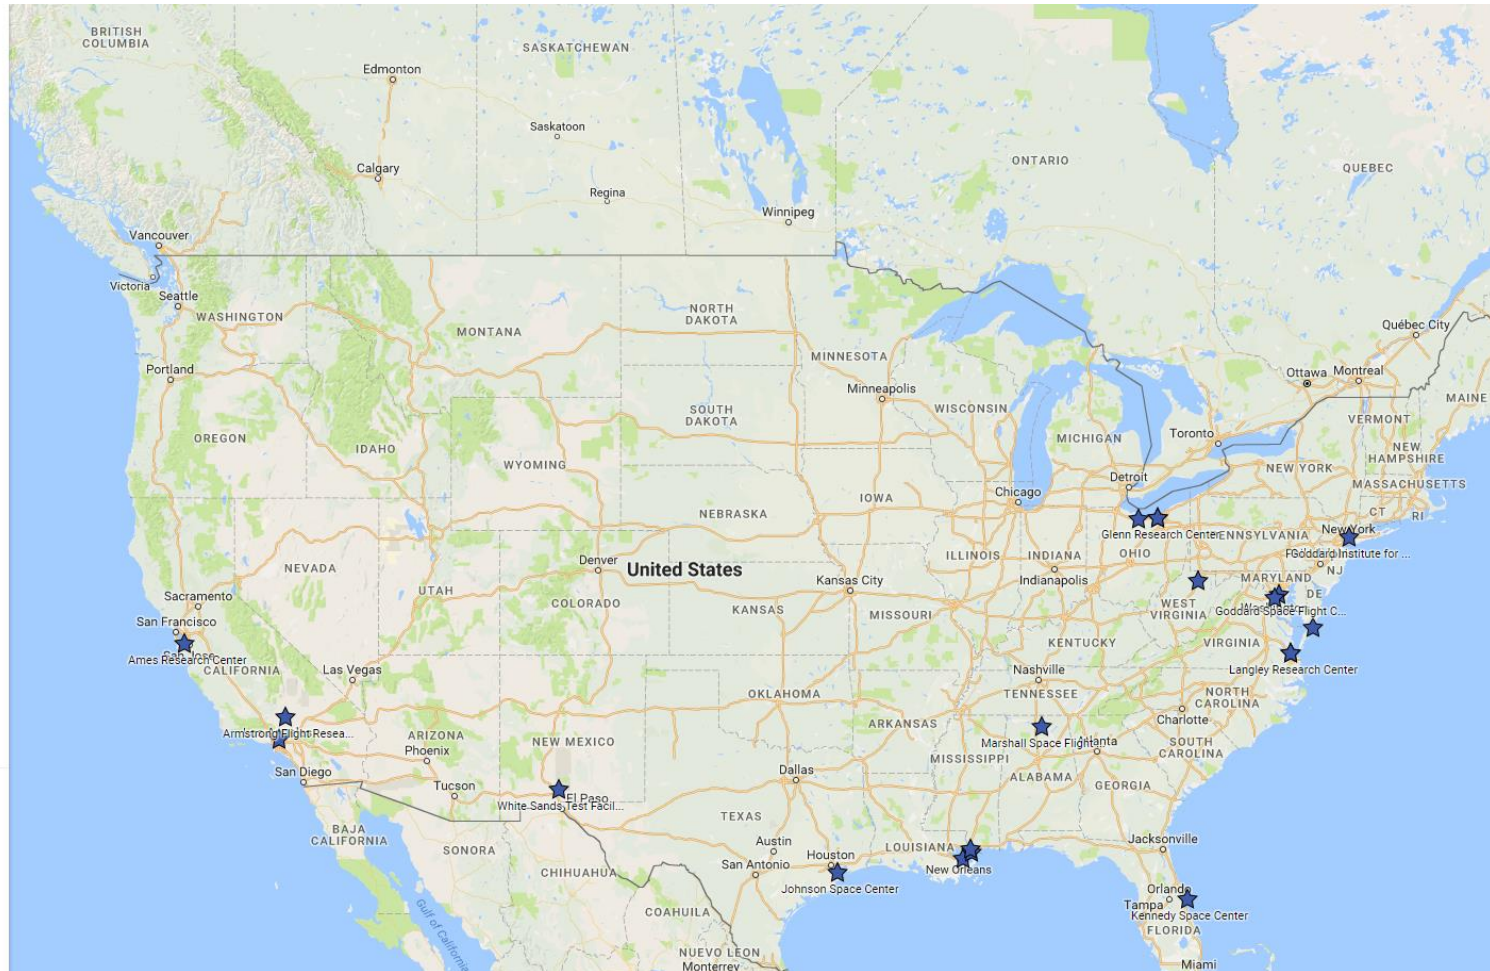 BRITISH
COLUMBIA
SASKATCHEWAN
Edmonton
Saskatoon
Calgary
ONTARIO
QUEBEC
Regina
Winnipeg
Vancouver
Victoria
Seattle
WASHINGTON
NORTH
DAKOTA
MONTANA
Québec City
MINNESOTA
Portland
Ottawa
Montreal
Minneapolis
MAINE
WISCONSIN
SOUTH
DAKOTA
VERMONT
OREGON
IDAHO
MICHIGAN
Toronto
NEW
HAMPSHIRE
WYOMING
NEW YORK
Detroit
MASSACHUSETTS
Chicago
IOWA
NEBRASKA
CT
RI
Glenn Research Center
PENNSYLVANIA
New York
OHIO
ILLINOIS
INDIANA
Goddard Institute for ...
NEVADA
Denver
United States
NJ
UTAH
Kansas City
Indianapolis
MARYLAND
DE
Sacramento
COLORADO
KANSAS
MISSOURI
WEST
VIRGINIA
Washington
Goddard Space Flight C...
San Francisco
San Jose
Ames Research Center
CALIFORNIA
KENTUCKY
VIRGINIA
Las Vegas
Nashville
Langley Research Center
OKLAHOMA
TENNESSEE
NORTH
CAROLINA
ARKANSAS
Charlotte
Armstrong Flight Resea...
ARIZONA
NEW MEXICO
Marshall Space Flight ...
Atlanta
SOUTH
CAROLINA
Phoenix
MISSISSIPPI
San Diego
Dallas
ALABAMA
GEORGIA
Tucson
El Paso
White Sands Test Facil...
TEXAS
BAJA
CALIFORNIA
SONORA
Austin
Houston
LOUISIANA
Jacksonville
San Antonio
New Orleans
CHIHUAHUA
Johnson Space Center
Orlando
Tampa
Kennedy Space Center
COAHUILA
Gulf of California
FLORIDA
NUEVO LEON
Monterrey
Miami